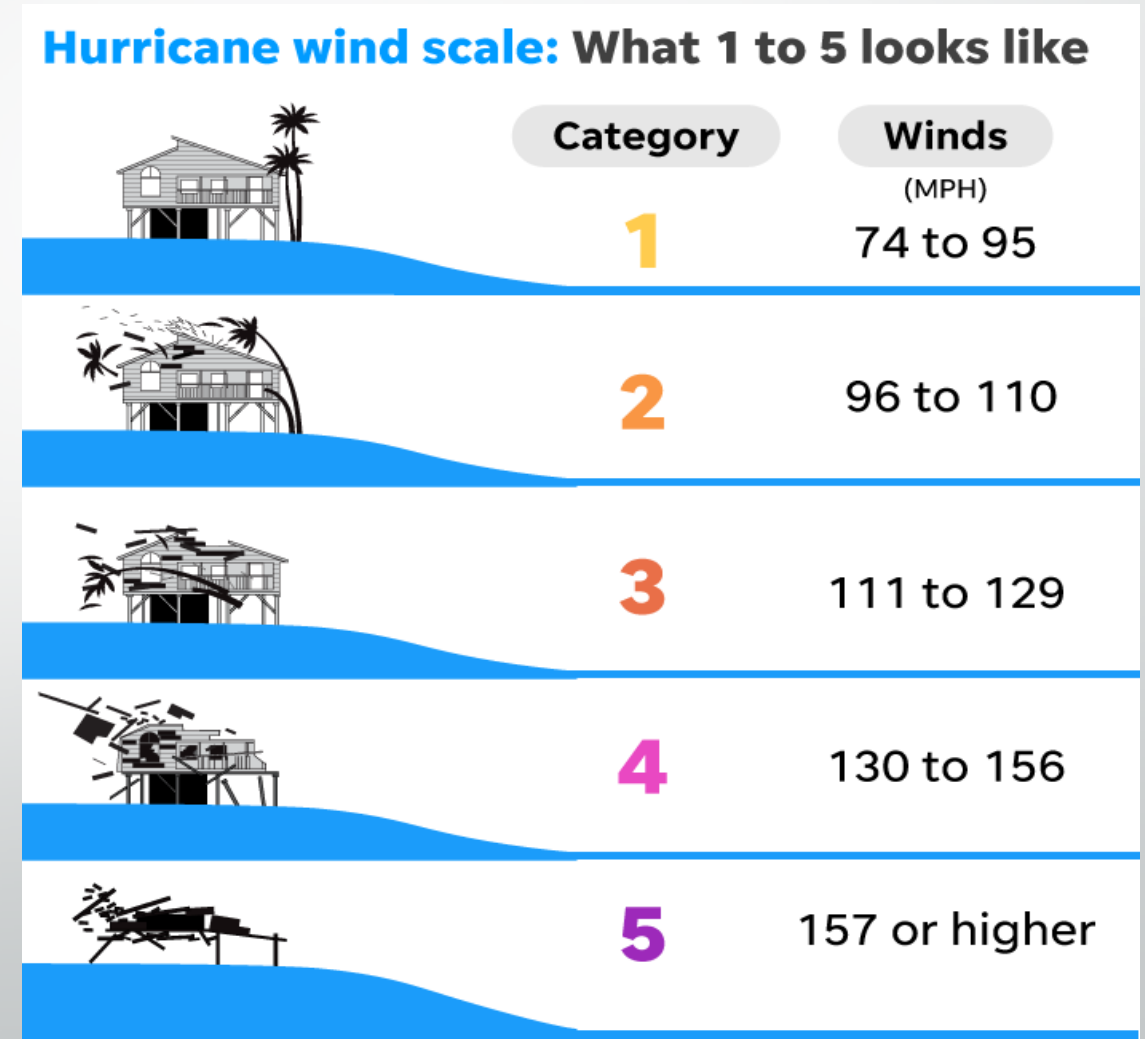 Hurricane wind scale: What 1 to 5 looks like
Category Winds
(MPH)
1 74 to 95
2 96 to 110
3 111 to 129
4 130 to 156
5 157 or higher